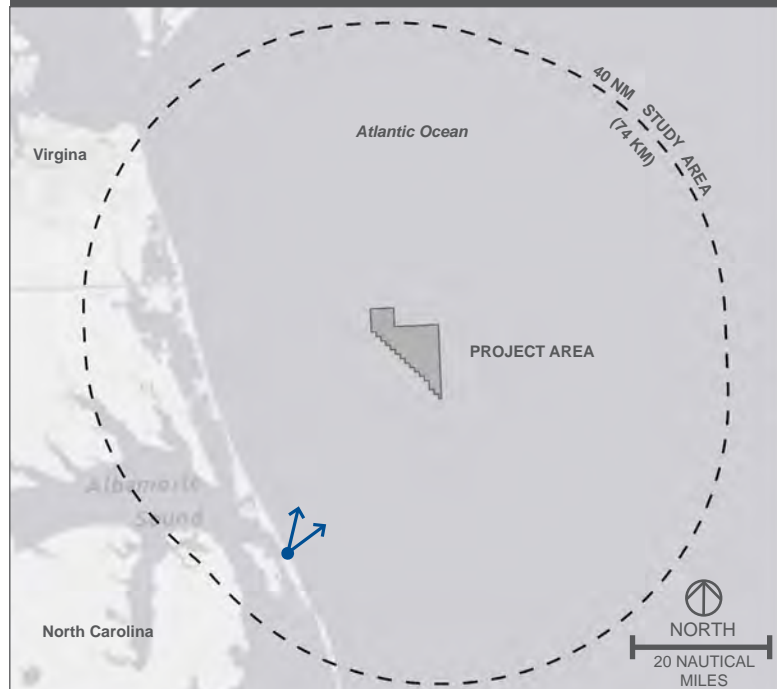 40 NM STUDY AREA
(74 KM)
Atlantic Ocean
Virgina
PROJECT AREA
Albemarle
Sound
North Carolina
NORTH
20 NAUTICAL
MILES